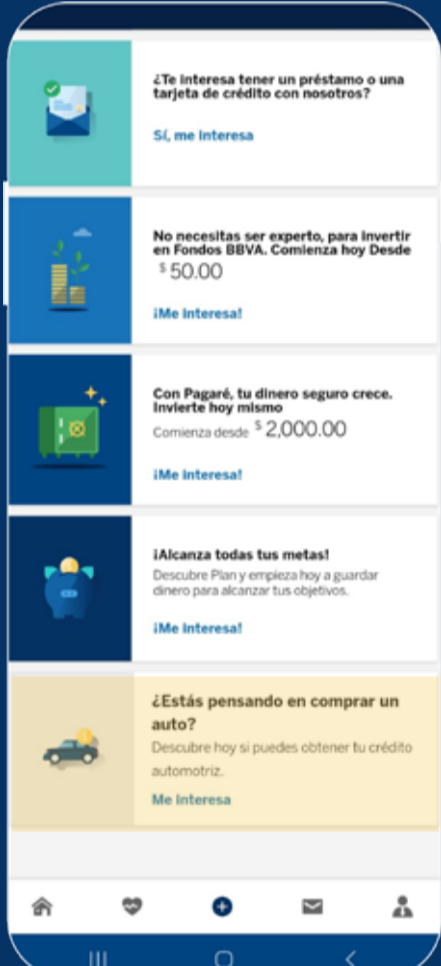 ¿Te interesa tener un préstamo o una
tarjeta de crédito con nosotros?
Sí, me interesa
No necesitas ser experto, para invertir
en Fondos BBVA. Comienza hoy Desde
$ 50.00
¡Me interesa!
Con Pagaré, tu dinero seguro crece.
Invierte hoy mismo
Comienza desde $ 2,000.00
¡Me interesa!
¡Alcanza todas tus metas!
Descubre Plan y empieza hoy a guardar
dinero para alcanzar tus objetivos.
¡Me interesa!
¿Estás pensando en comprar un
auto?
Descubre hoy si puedes obtener tu crédito
automotriz.
Me interesa